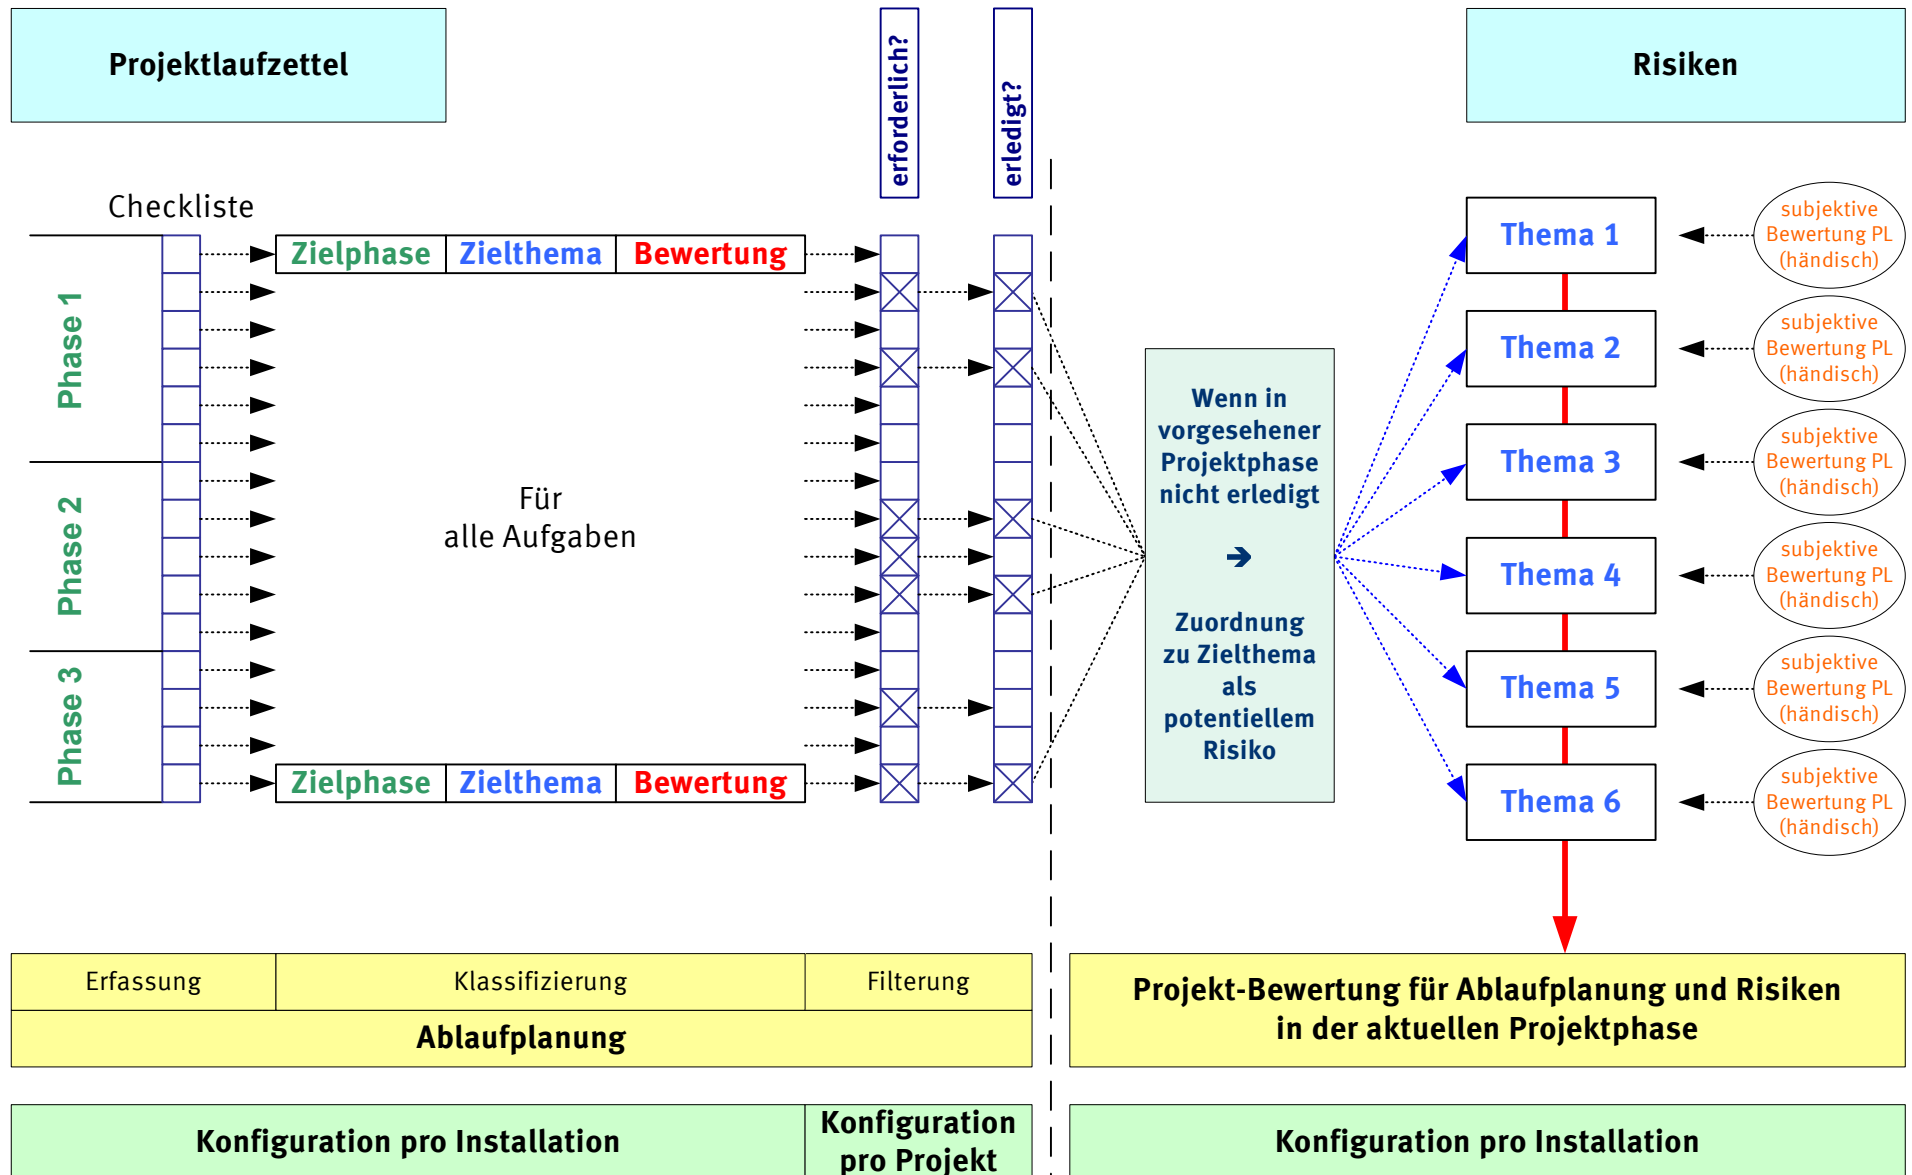 Projektlaufzettel
erforderlich?
erledigt?
Risiken
Checkliste
Phase 1
Phase 2
Phase 3
Zielphase Zielthema Bewertung
Für
alle Aufgaben
Zielphase Zielthema Bewertung
Wenn in
vorgesehener
Projektphase
nicht erledigt
➔
Zuordnung
zu Zielthema
als
potentiellem
Risiko
Thema 1
subjektive
Bewertung PL
(händisch)
Thema 2
subjektive
Bewertung PL
(händisch)
Thema 3
subjektive
Bewertung PL
(händisch)
Thema 4
subjektive
Bewertung PL
(händisch)
Thema 5
subjektive
Bewertung PL
(händisch)
Thema 6
subjektive
Bewertung PL
(händisch)
Erfassung Klassifizierung Filterung
Ablaufplanung
Projekt-Bewertung für Ablaufplanung und Risiken
in der aktuellen Projektphase
Konfiguration pro Installation
Konfiguration
pro Projekt
Konfiguration pro Installation